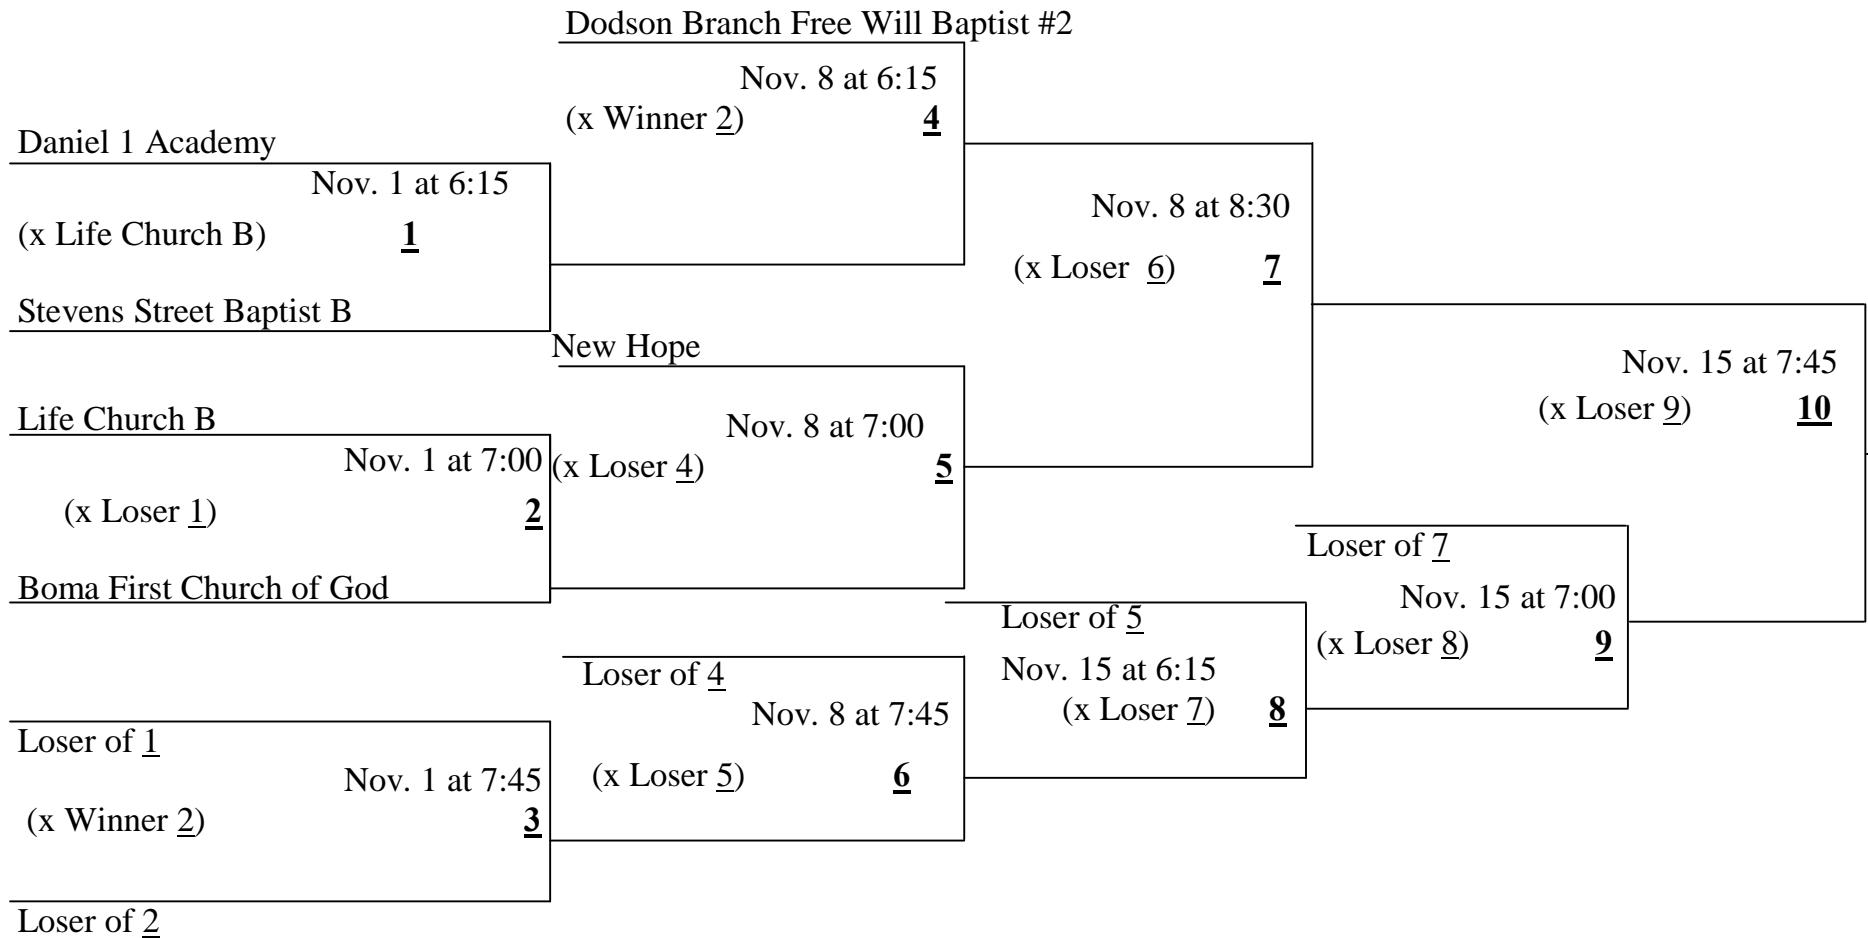 Dodson Branch Free Will Baptist #2
Nov. 8 at 6:15
(x Winner 2)
4
Daniel 1 Academy
Nov. 1 at 6:15
(x Life Church B)
1
Stevens Street Baptist B
Nov. 8 at 8:30
(x Loser 6)
7
New Hope
Nov. 8 at 7:00
(x Loser 4)
5
Life Church B
Nov. 1 at 7:00
(x Loser 1)
2
Boma First Church of God
Nov. 15 at 7:45
(x Loser 9)
10
Loser of 7
Nov. 15 at 7:00
(x Loser 8)
9
Loser of 5
Nov. 15 at 6:15
(x Loser 7)
8
Loser of 4
Nov. 8 at 7:45
(x Loser 5)
6
Loser of 1
Nov. 1 at 7:45
(x Winner 2)
3
Loser of 2